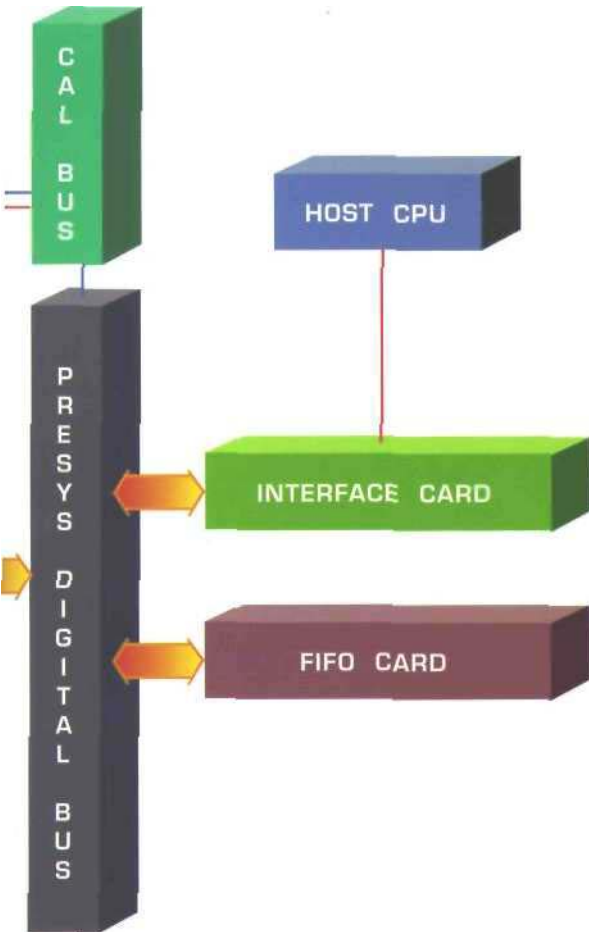 CAL BUS
HOST CPU
PRESYS DIGITAL BUS
INTERFACE CARD
FIFO CARD